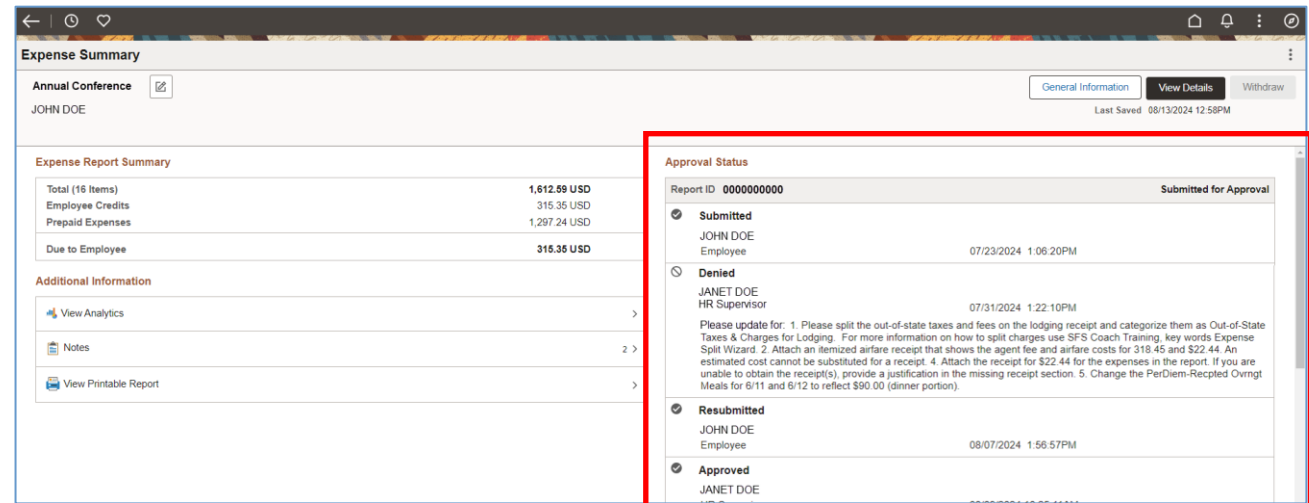 Expense Summary
Annual Conference
General Information View Details Withdraw
JOHN DOE
Last Saved 08/13/2024 12:58PM
Expense Report Summary
Total (16 Items) 1,612.59 USD
Employee Credits 315.35 USD
Prepaid Expenses 1,297.24 USD
Due to Employee 315.35 USD
Additional Information
View Analytics
Notes 2
View Printable Report
Approval Status
Report ID 0000000000 Submitted for Approval
Submitted
JOHN DOE
Employee 07/23/2024 1:06:20PM
Denied
JANET DOE
HR Supervisor 07/31/2024 1:22:10PM
Please update for: 1. Please split the out-of-state taxes and fees on the lodging receipt and categorize them as Out-of-State
Taxes & Charges for Lodging. For more information on how to split charges use SFS Coach Training, key words Expense
Split Wizard. 2. Attach an itemized airfare receipt that shows the agent fee and airfare costs for 318.45 and $22.44. An
estimated cost cannot be substituted for a receipt. 4. Attach the receipt for $22.44 for the expenses in the report. If you are
unable to obtain the receipt(s), provide a justification in the missing receipt section. 5. Change the PerDiem-Recpted Ovrngt
Meals for 6/11 and 6/12 to reflect $90.00 (dinner portion).
Resubmitted
JOHN DOE
Employee 08/07/2024 1:56:57PM
Approved
JANET DOE